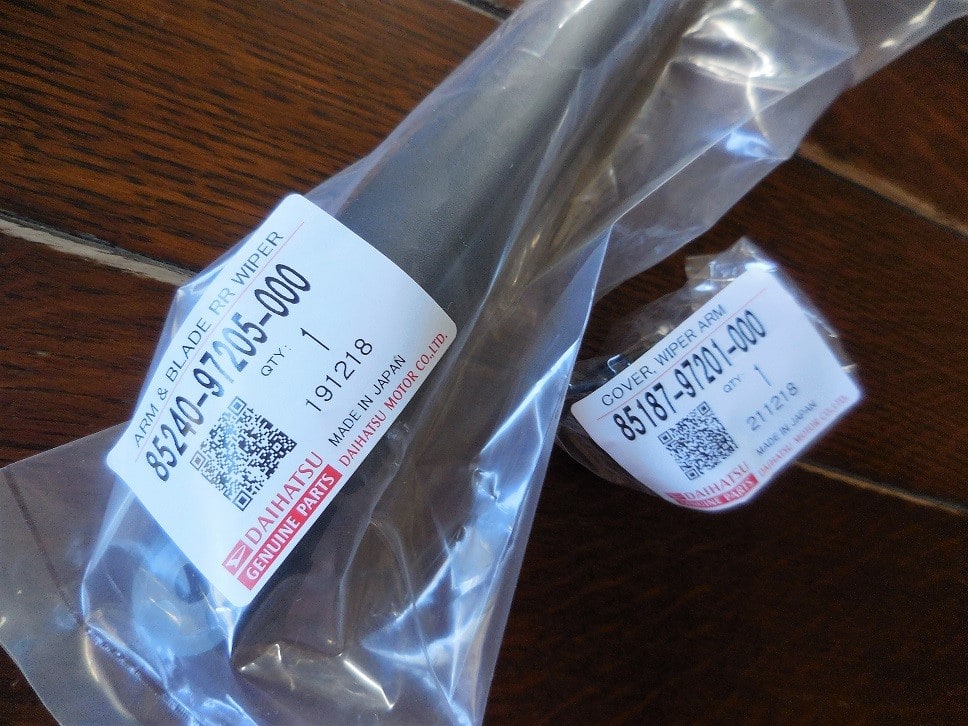 ARM & BLADE RR WIPER
85240-97205-000
QTY: 1
191218
MADE IN JAPAN
DAIHATSU
GENUINE PARTS
DAIHATSU MOTOR CO.,LTD.
COVER, WIPER ARM
85187-97201-000
QTY: 1
211218
MADE IN JAPAN
DAIHATSU
GENUINE PARTS
DAIHATSU MOTOR CO.,LTD.